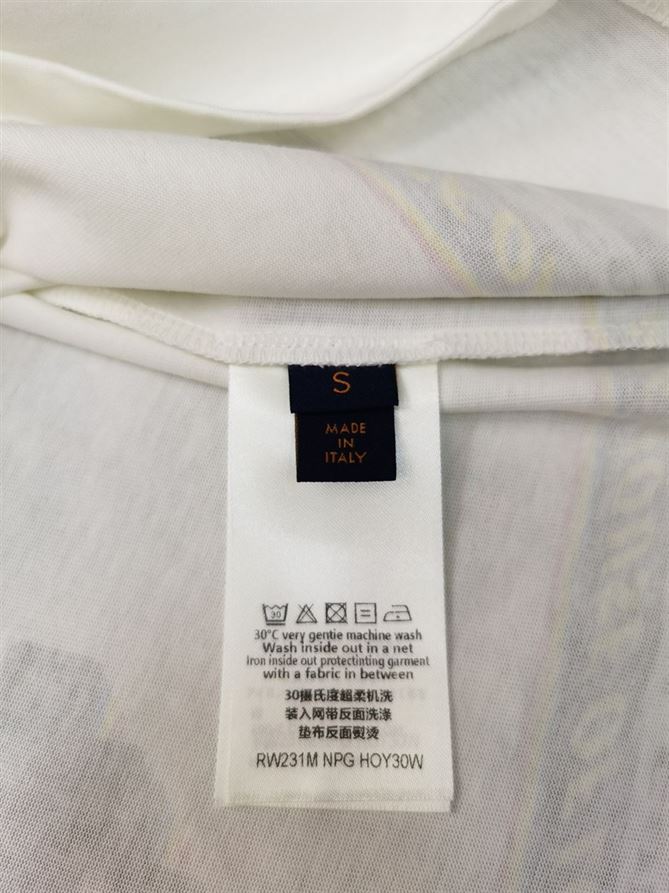 S
MADE
IN
ITALY
30
30°C very gentie machine wash
Wash inside out in a net
Iron inside out protectinting garment
with a fabric in between
30摄氏度超柔机洗
装入网带反面洗涤
垫布反面熨烫
RW231M NPG HOY30W